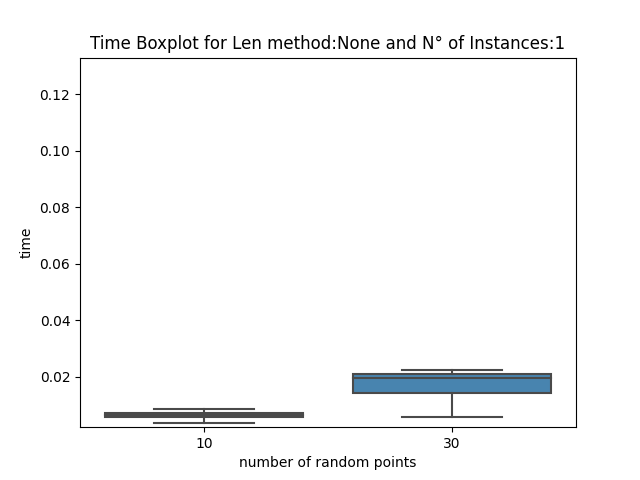 Time Boxplot for Len method:None and N° of Instances:1
0.12
0.10
0.08
0.06
0.04
0.02
time
10 30
number of random points